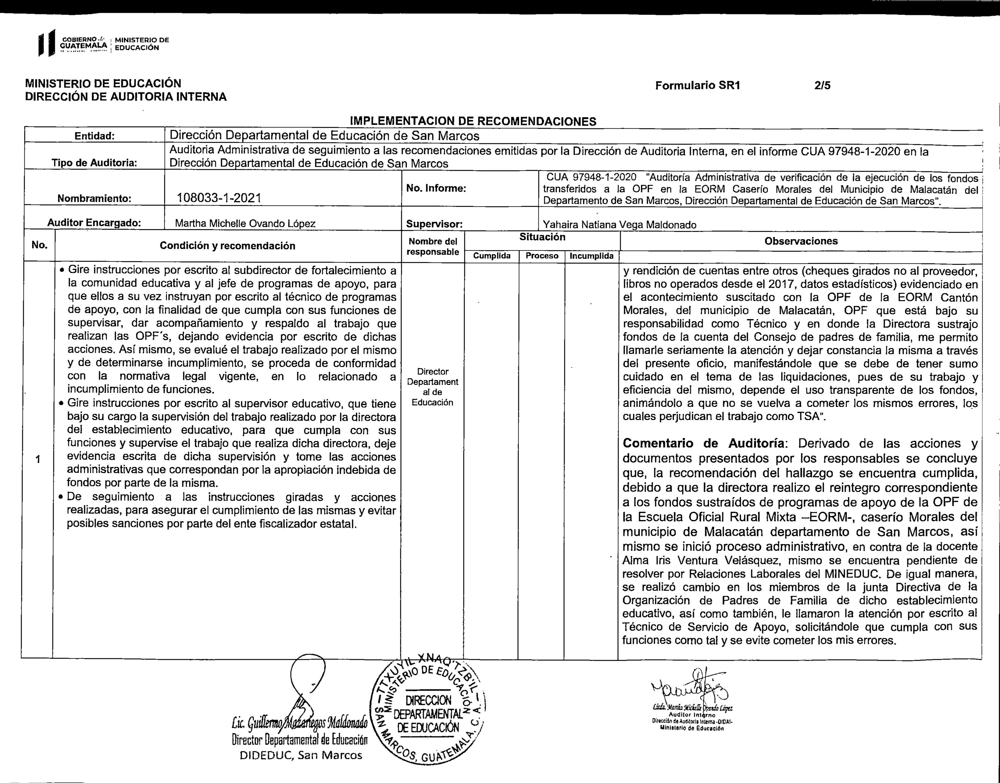 GOBIERNO de
GUATEMALA
MINISTERIO DE
EDUCACIÓN
MINISTERIO DE EDUCACIÓN
DIRECCIÓN DE AUDITORIA INTERNA
Formulario SR1 2/5
IMPLEMENTACION DE RECOMENDACIONES
Entidad: Dirección Departamental de Educación de San Marcos
Tipo de Auditoria:
Auditoria Administrativa de seguimiento a las recomendaciones emitidas por la Dirección de Auditoria Interna, en el informe CUA 97948-1-2020 en la
Dirección Departamental de Educación de San Marcos
Nombramiento: 108033-1-2021
No. Informe:
CUA 97948-1-2020 "Auditoría Administrativa de verificación de la ejecución de los fondos
transferidos a la OPF en la EORM Caserío Morales del Municipio de Malacatán del
Departamento de San Marcos, Dirección Departamental de Educación de San Marcos".
Auditor Encargado: Martha Michelle Ovando López
Supervisor: Yahaira Natiana Vega Maldonado
No.
Condición y recomendación
Nombre del
responsable
Situación
Cumplida Proceso Incumplida
Observaciones
1
• Gire instrucciones por escrito al subdirector de fortalecimiento a
la comunidad educativa y al jefe de programas de apoyo, para
que ellos a su vez instruyan por escrito al técnico de programas
de apoyo, con la finalidad de que cumpla con sus funciones de
supervisar, dar acompañamiento y respaldo al trabajo que
realizan las OPF´s, dejando evidencia por escrito de dichas
acciones. Así mismo, se evalué el trabajo realizado por el mismo
y de determinarse incumplimiento, se proceda de conformidad
con la normativa legal vigente, en lo relacionado a
incumplimiento de funciones.
• Gire instrucciones por escrito al supervisor educativo, que tiene
bajo su cargo la supervisión del trabajo realizado por la directora
del establecimiento educativo, para que cumpla con sus
funciones y supervise el trabajo que realiza dicha directora, deje
evidencia escrita de dicha supervisión y tome las acciones
administrativas que correspondan por la apropiación indebida de
fondos por parte de la misma.
• De seguimiento a las instrucciones giradas y acciones
realizadas, para asegurar el cumplimiento de las mismas y evitar
posibles sanciones por parte del ente fiscalizador estatal.
Director
Departament
al de
Educación
y rendición de cuentas entre otros (cheques girados no al proveedor,
libros no operados desde el 2017, datos estadísticos) evidenciado en
el acontecimiento suscitado con la OPF de la EORM Cantón
Morales, del municipio de Malacatán, OPF que está bajo su
responsabilidad como Técnico y en donde la Directora sustrajo
fondos de la cuenta del Consejo de padres de familia, me permito
llamarle seriamente la atención y dejar constancia la misma a través
del presente oficio, manifestándole que se debe de tener sumo
cuidado en el tema de las liquidaciones, pues de su trabajo y
eficiencia del mismo, depende el uso transparente de los fondos,
animándolo a que no se vuelva a cometer los mismos errores, los
cuales perjudican el trabajo como TSA".
Comentario de Auditoría: Derivado de las acciones y
documentos presentados por los responsables se concluye
que, la recomendación del hallazgo se encuentra cumplida,
debido a que la directora realizo el reintegro correspondiente
a los fondos sustraídos de programas de apoyo de la OPF de
la Escuela Oficial Rural Mixta –EORM-, caserío Morales del
municipio de Malacatán departamento de San Marcos, así
mismo se inició proceso administrativo, en contra de la docente
Alma Iris Ventura Velásquez, mismo se encuentra pendiente de
resolver por Relaciones Laborales del MINEDUC. De igual manera,
se realizó cambio en los miembros de la junta Directiva de la
Organización de Padres de Familia de dicho establecimiento
educativo, así como también, le llamaron la atención por escrito al
Técnico de Servicio de Apoyo, solicitándole que cumpla con sus
funciones como tal y se evite cometer los mis errores.
Lic. Guillermo Mazariegos Maldonado
Director Departamental de Educación
DIDEDUC, San Marcos
TTXUYIL XNAQ'TZB'IL
MINISTERIO DE EDUCACIÓN
DIRECCION
DEPARTAMENTAL
DE EDUCACIÓN
SAN MARCOS, GUATEMALA, C. A.
Licda. Martha Michelle Ovando López
Auditor Interno
Dirección de Auditoría Interna -DIDAI-
Ministerio de Educación